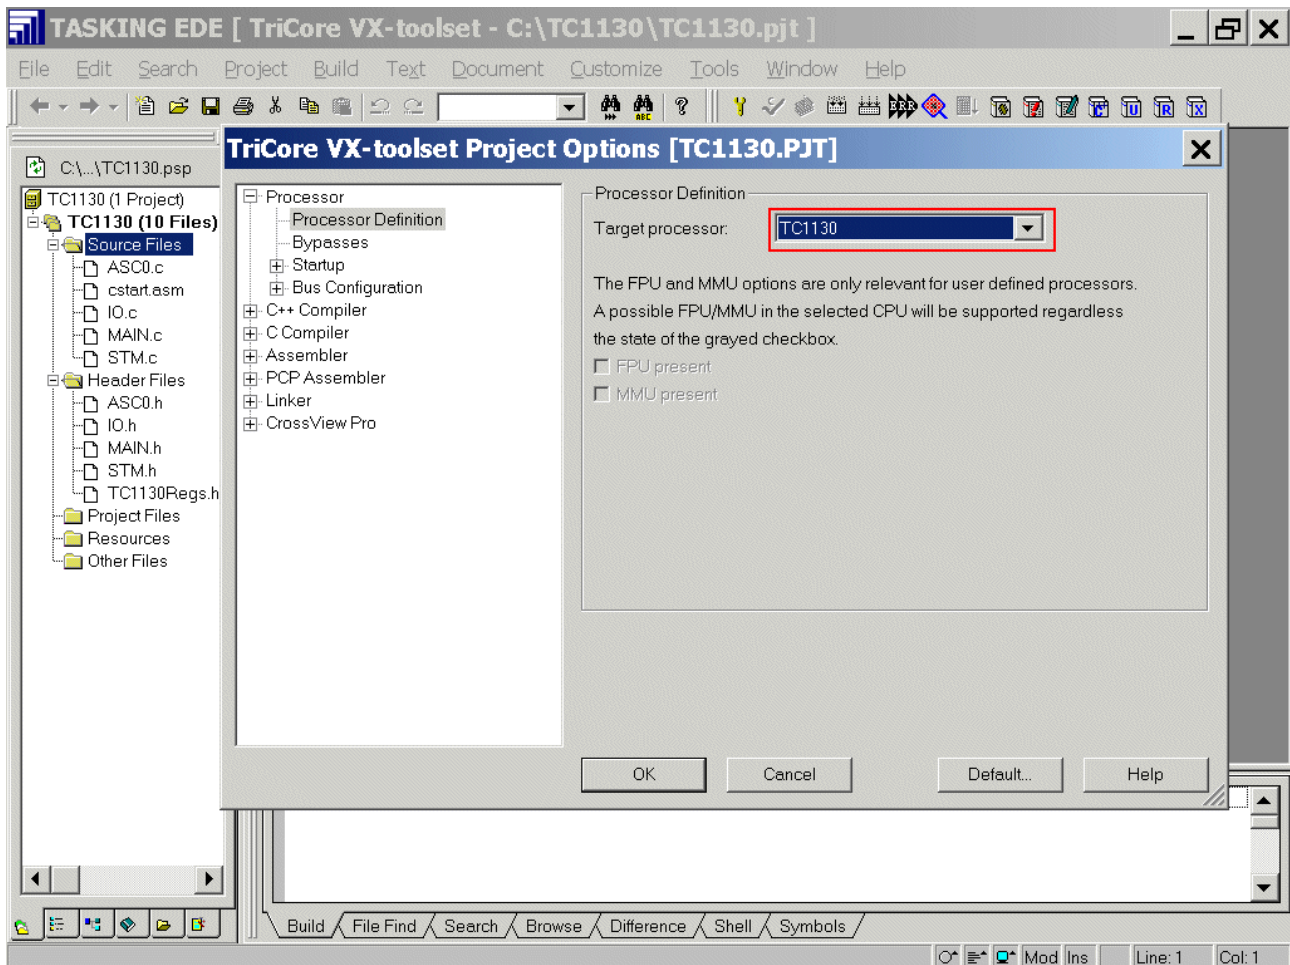 TASKING EDE [ TriCore VX-toolset - C:\TC1130\TC1130.pjt ]
File Edit Search Project Build Text Document Customize Tools Window Help
C:\...\TC1130.psp
TC1130 (1 Project)
TC1130 (10 Files)
Source Files
ASC0.c
cstart.asm
IO.c
MAIN.c
STM.c
Header Files
ASC0.h
IO.h
MAIN.h
STM.h
TC1130Regs.h
Project Files
Resources
Other Files
TriCore VX-toolset Project Options [TC1130.PJT]
Processor
Processor Definition
Bypasses
Startup
Bus Configuration
C++ Compiler
C Compiler
Assembler
PCP Assembler
Linker
CrossView Pro
Processor Definition
Target processor: TC1130
The FPU and MMU options are only relevant for user defined processors.
A possible FPU/MMU in the selected CPU will be supported regardless
the state of the grayed checkbox.
FPU present
MMU present
OK Cancel Default... Help
Build File Find Search Browse Difference Shell Symbols
Mod Ins Line: 1 Col: 1